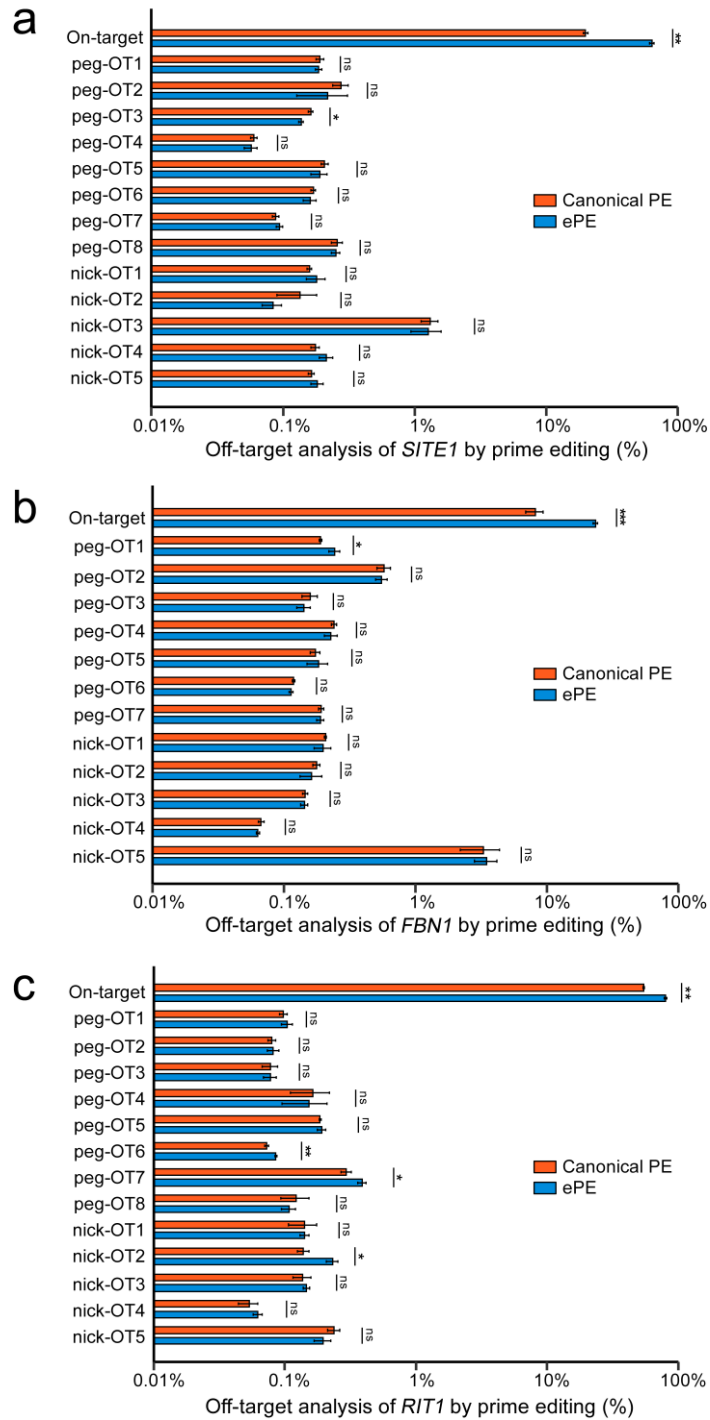 a
On-target
**
peg-OT1
ns
peg-OT2
ns
peg-OT3
*
peg-OT4
ns
peg-OT5
ns
peg-OT6
ns
peg-OT7
ns
peg-OT8
ns
nick-OT1
ns
nick-OT2
ns
nick-OT3
ns
nick-OT4
ns
nick-OT5
ns
Canonical PE
ePE
0.01% 0.1% 1% 10% 100%
Off-target analysis of SITE1 by prime editing (%)
b
On-target
***
peg-OT1
*
peg-OT2
ns
peg-OT3
ns
peg-OT4
ns
peg-OT5
ns
peg-OT6
ns
peg-OT7
ns
nick-OT1
ns
nick-OT2
ns
nick-OT3
ns
nick-OT4
ns
nick-OT5
ns
Canonical PE
ePE
0.01% 0.1% 1% 10% 100%
Off-target analysis of FBN1 by prime editing (%)
c
On-target
**
peg-OT1
ns
peg-OT2
ns
peg-OT3
ns
peg-OT4
ns
peg-OT5
ns
peg-OT6
**
peg-OT7
*
peg-OT8
ns
nick-OT1
ns
nick-OT2
*
nick-OT3
ns
nick-OT4
ns
nick-OT5
ns
Canonical PE
ePE
0.01% 0.1% 1% 10% 100%
Off-target analysis of RIT1 by prime editing (%)